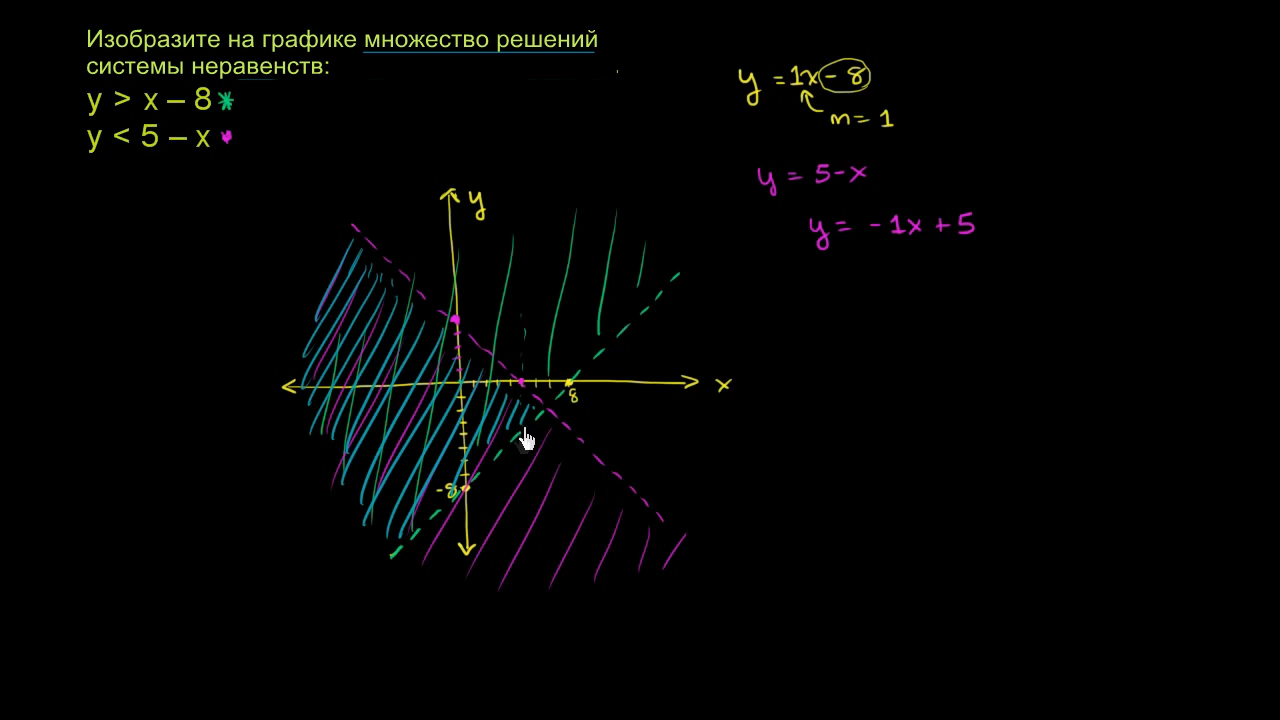 Изобразите на графике множество решений
системы неравенств:
y > x – 8
y < 5 – x
y = 1x - 8
m = 1
y = 5-x
y = -1x + 5
y
x
8
-8